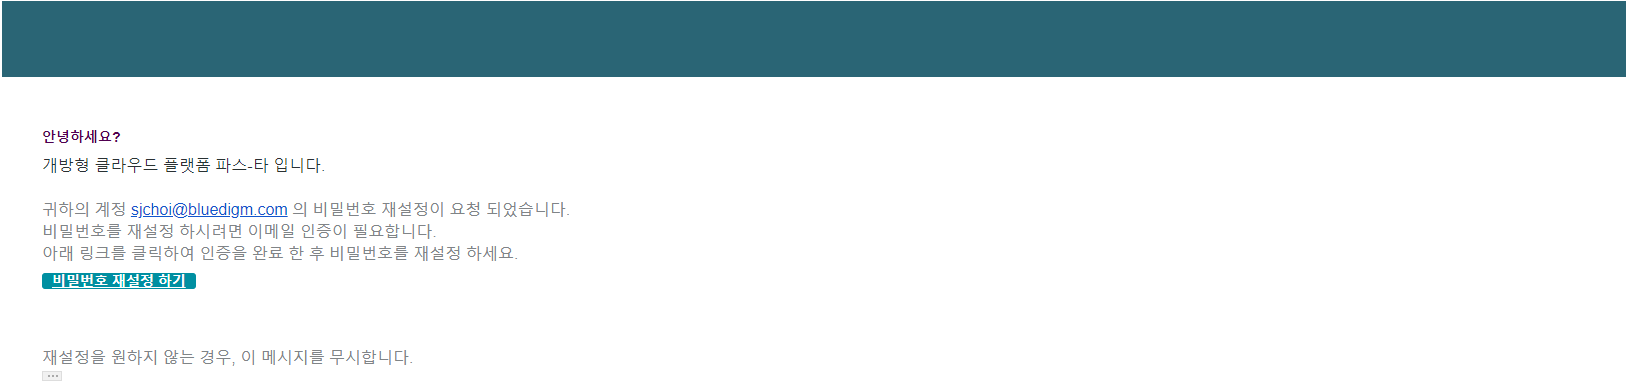 안녕하세요?
개방형 클라우드 플랫폼 파스-타 입니다.
귀하의 계정 sjchoi@bluedigm.com 의 비밀번호 재설정이 요청 되었습니다.
비밀번호를 재설정 하시려면 이메일 인증이 필요합니다.
아래 링크를 클릭하여 인증을 완료 한 후 비밀번호를 재설정 하세요.
비밀번호 재설정 하기
재설정을 원하지 않는 경우, 이 메시지를 무시합니다.